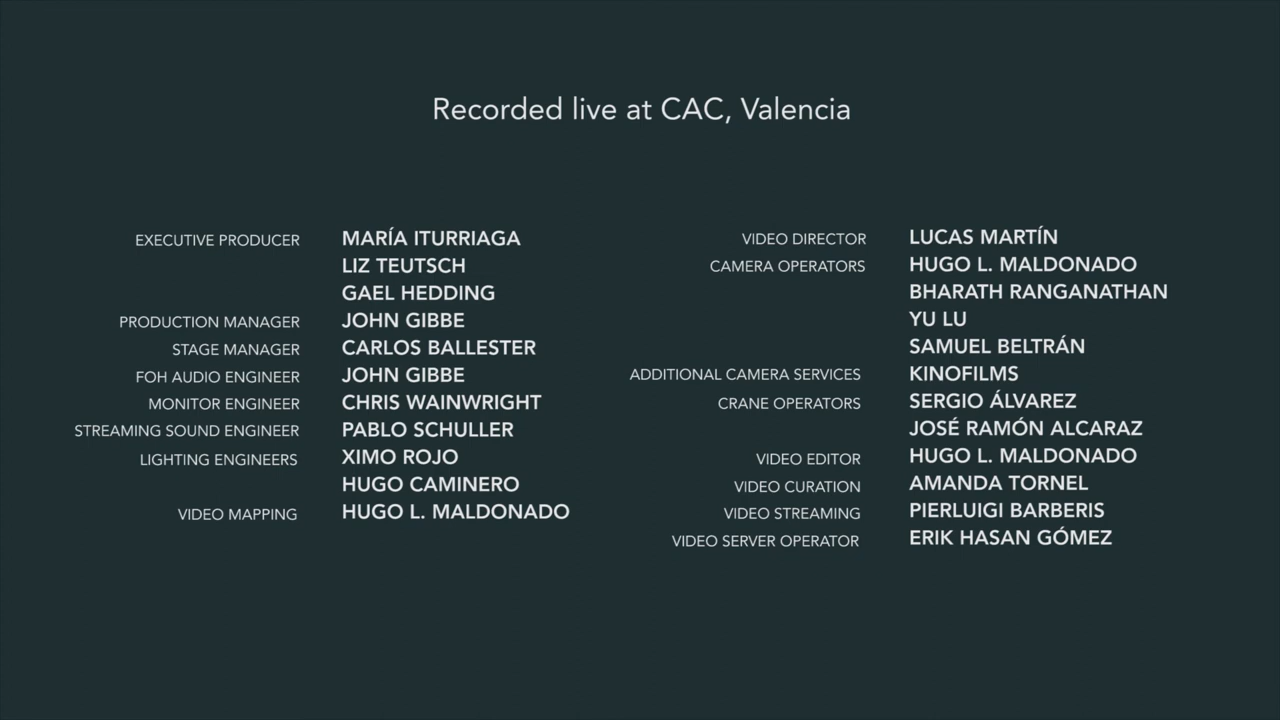 Recorded live at CAC, Valencia
EXECUTIVE PRODUCER MARÍA ITURRIAGA
LIZ TEUTSCH
GAEL HEDDING
PRODUCTION MANAGER JOHN GIBBE
STAGE MANAGER CARLOS BALLESTER
FOH AUDIO ENGINEER JOHN GIBBE
MONITOR ENGINEER CHRIS WAINWRIGHT
STREAMING SOUND ENGINEER PABLO SCHULLER
LIGHTING ENGINEERS XIMO ROJO
HUGO CAMINERO
VIDEO MAPPING HUGO L. MALDONADO
VIDEO DIRECTOR LUCAS MARTÍN
CAMERA OPERATORS HUGO L. MALDONADO
BHARATH RANGANATHAN
YU LU
SAMUEL BELTRÁN
ADDITIONAL CAMERA SERVICES KINOFILMS
CRANE OPERATORS SERGIO ÁLVAREZ
JOSÉ RAMÓN ALCARAZ
VIDEO EDITOR HUGO L. MALDONADO
VIDEO CURATION AMANDA TORNEL
VIDEO STREAMING PIERLUIGI BARBERIS
VIDEO SERVER OPERATOR ERIK HASAN GÓMEZ